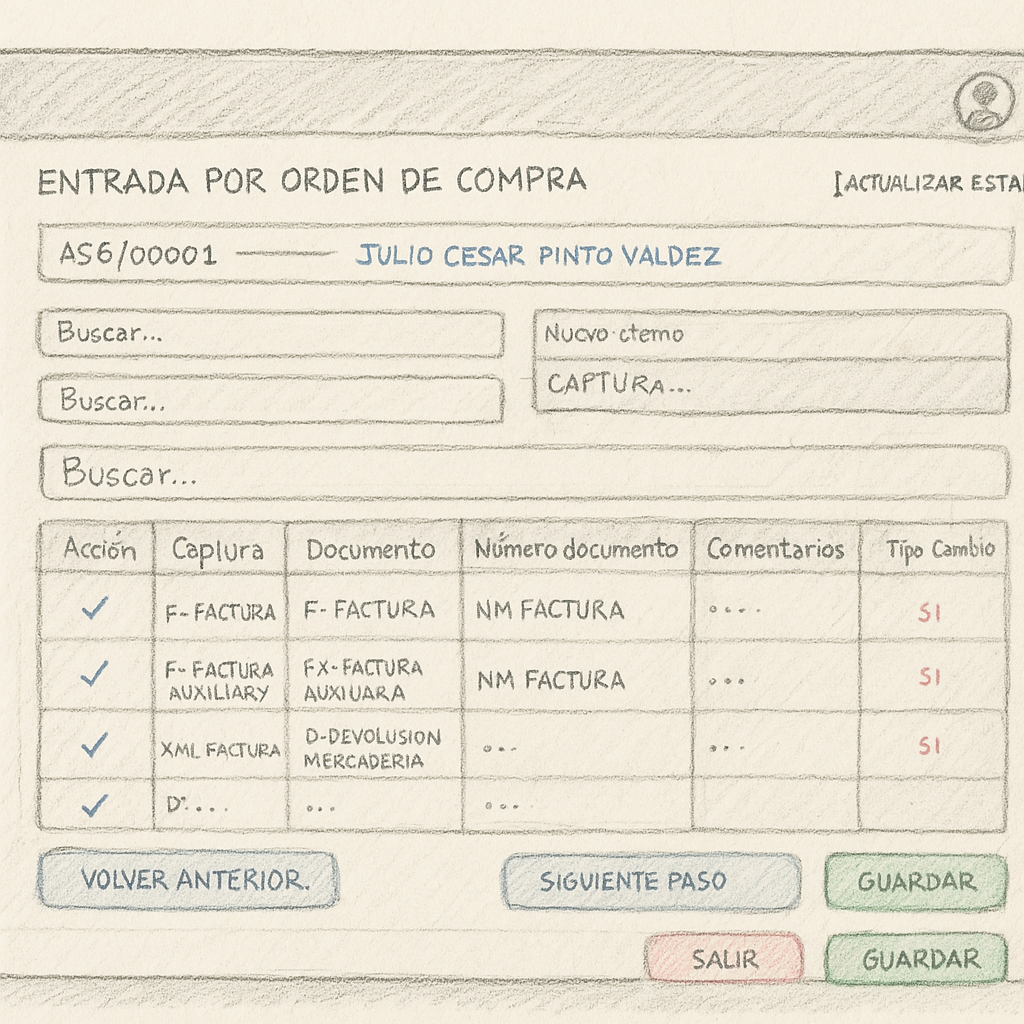 ENTRADA POR ORDEN DE COMPRA
[ACTUALIZAR ESTA
AS6/00001 JULIO CESAR PINTO VALDEZ
Buscar...
Nucvo·ctemo
Buscar...
CAPTURA...
Buscar...
Acción Caplura Documento Número documento Comentarios Tipo Cambio
F- FACTURA F- FACTURA NM FACTURA .... SI
F- FACTURA FX-FACTURA NM FACTURA ... SI
AUXILIARY AUXIUARA
XML FACTURA D-DEVOLUSION ... ... SI
MERCADERIA
D'.... ... ...
VOLVER ANTERIOR. SIGUIENTE PASO GUARDAR
SALIR GUARDAR